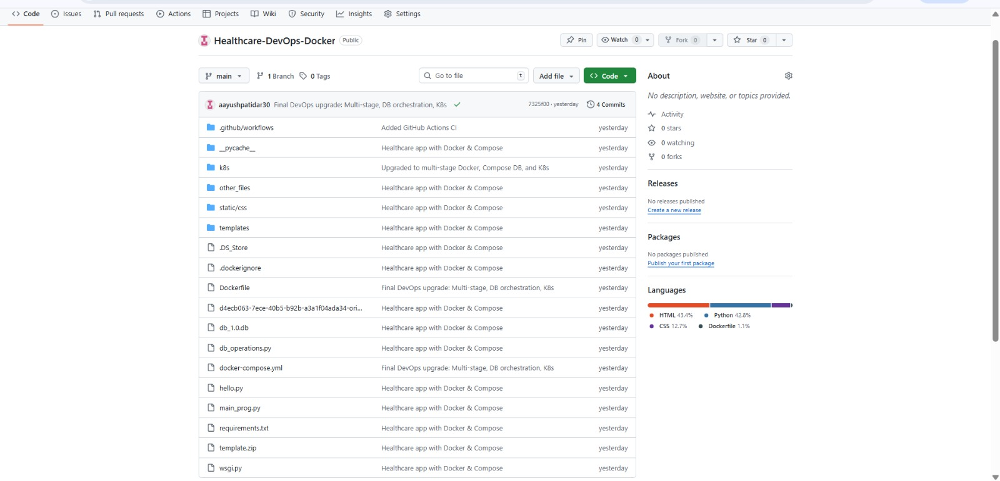 Code Issues Pull requests Actions Projects Wiki Security Insights Settings
Healthcare-DevOps-Docker Public Pin Watch 0 Fork 0 Star 0
main 1 Branch 0 Tags Go to file t Add file Code
aayushpatidar30 Final DevOps upgrade: Multi-stage, DB orchestration, K8s 7325f00 · yesterday 4 Commits
.github/workflows Added GitHub Actions CI yesterday
__pycache__ Healthcare app with Docker & Compose yesterday
k8s Upgraded to multi-stage Docker, Compose DB, and K8s yesterday
other_files Healthcare app with Docker & Compose yesterday
static/css Healthcare app with Docker & Compose yesterday
templates Healthcare app with Docker & Compose yesterday
.DS_Store Healthcare app with Docker & Compose yesterday
.dockerignore Healthcare app with Docker & Compose yesterday
Dockerfile Final DevOps upgrade: Multi-stage, DB orchestration, K8s yesterday
d4ecb063-7ece-40b5-b92b-a3a1f04ada34-ori... Healthcare app with Docker & Compose yesterday
db_1.0.db Healthcare app with Docker & Compose yesterday
db_operations.py Healthcare app with Docker & Compose yesterday
docker-compose.yml Final DevOps upgrade: Multi-stage, DB orchestration, K8s yesterday
hello.py Healthcare app with Docker & Compose yesterday
main_prog.py Healthcare app with Docker & Compose yesterday
requirements.txt Healthcare app with Docker & Compose yesterday
template.zip Healthcare app with Docker & Compose yesterday
wsgi.py Healthcare app with Docker & Compose yesterday
About
No description, website, or topics provided.
Activity
0 stars
0 watching
0 forks
Releases
No releases published
Create a new release
Packages
No packages published
Publish your first package
Languages
HTML 43.4% Python 42.8%
CSS 12.7% Dockerfile 1.1%